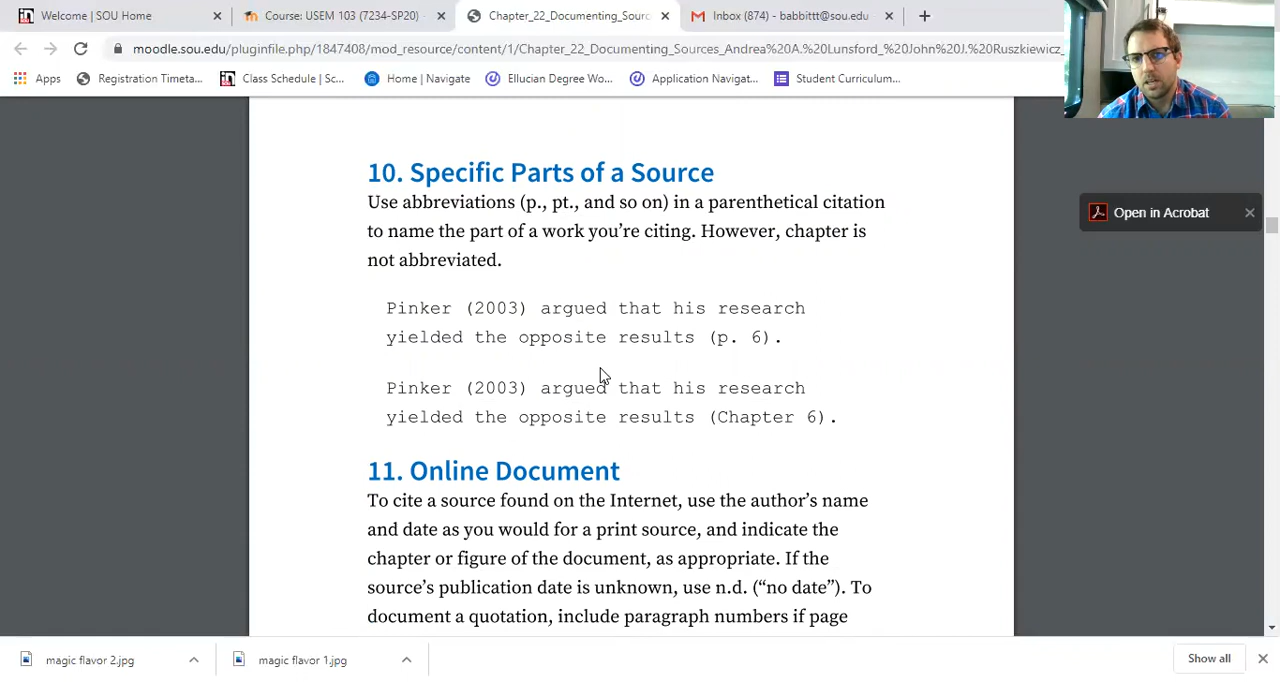 Welcome | SOU Home
Course: USEM 103 (7234-SP20)
Chapter_22_Documenting_Sourc
Inbox (874) - babbittt@sou.edu
moodle.sou.edu/pluginfile.php/1847408/mod_resource/content/1/Chapter_22_Documenting_Sources_Andrea%20A.%20Lunsford_%20John%20J.%20Ruszkiewicz_
Apps
Registration Timeta...
Class Schedule | Sc...
Home | Navigate
Ellucian Degree Wo...
Application Navigat...
Student Curriculum...
10. Specific Parts of a Source
Use abbreviations (p., pt., and so on) in a parenthetical citation
to name the part of a work you’re citing. However, chapter is
not abbreviated.
Pinker (2003) argued that his research
yielded the opposite results (p. 6).
Pinker (2003) argued that his research
yielded the opposite results (Chapter 6).
11. Online Document
To cite a source found on the Internet, use the author’s name
and date as you would for a print source, and indicate the
chapter or figure of the document, as appropriate. If the
source’s publication date is unknown, use n.d. (“no date”). To
document a quotation, include paragraph numbers if page
Open in Acrobat
magic flavor 2.jpg
magic flavor 1.jpg
Show all